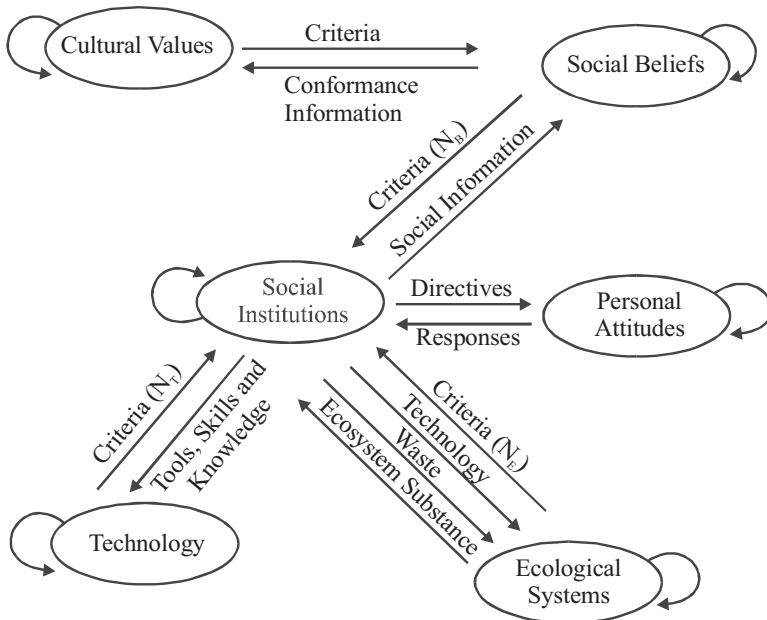 Cultural Values
Criteria
Conformance
Information
Social Beliefs
Criteria (N_B)
Social Information
Social
Institutions
Directives
Responses
Personal
Attitudes
Criteria (N_T)
Tools, Skills and
Knowledge
Ecosystem Substance
Waste
Technology
Criteria (N_E)
Technology
Ecological
Systems